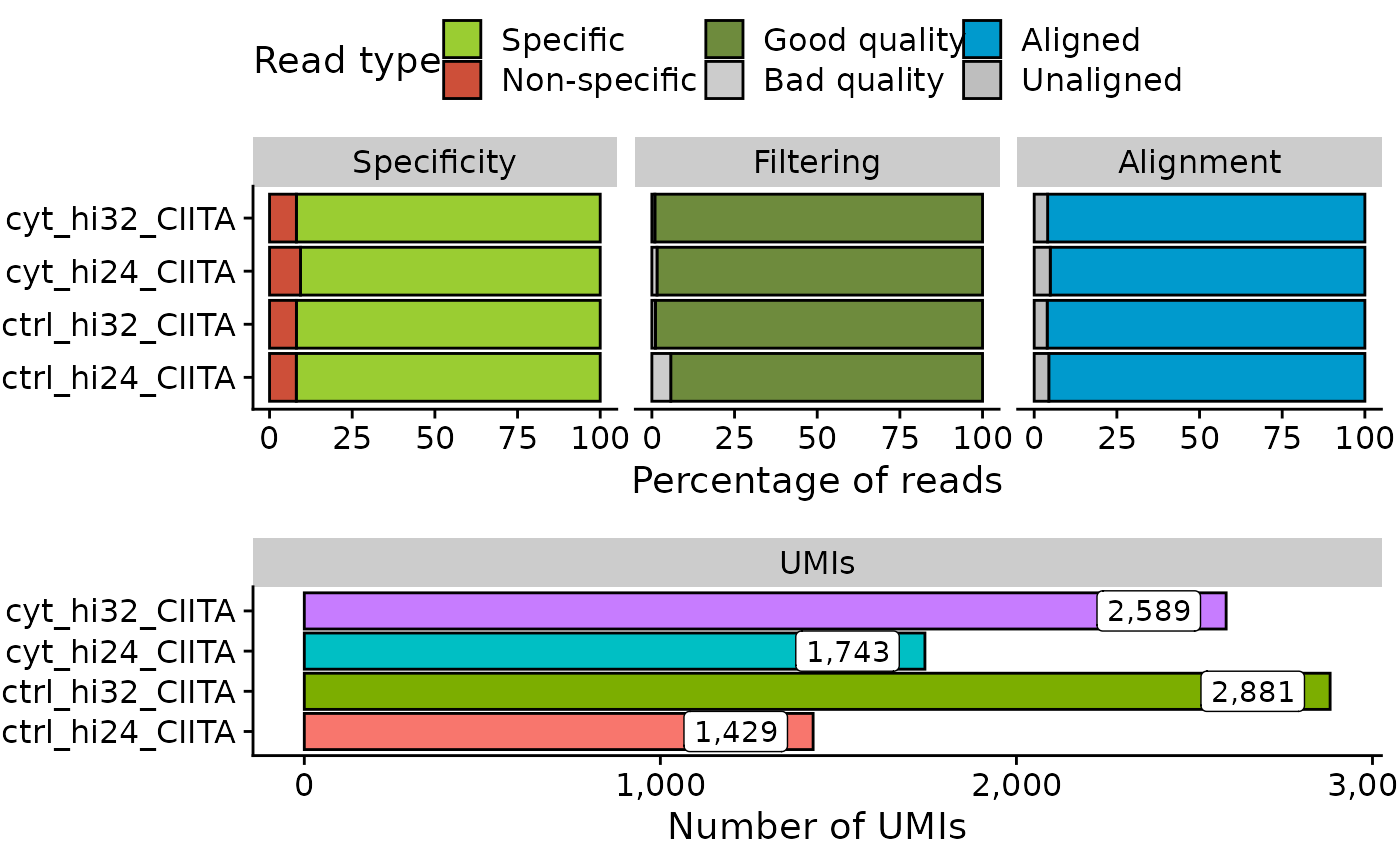 Read type
Specific Good quality Aligned
Non-specific Bad quality Unaligned
Specificity Filtering Alignment
cyt_hi32_CIITA
cyt_hi24_CIITA
ctrl_hi32_CIITA
ctrl_hi24_CIITA
0 25 50 75 100 0 25 50 75 100 0 25 50 75 100
Percentage of reads
UMIs
cyt_hi32_CIITA 2,589
cyt_hi24_CIITA 1,743
ctrl_hi32_CIITA 2,881
ctrl_hi24_CIITA 1,429
0 1,000 2,000 3,00
Number of UMIs